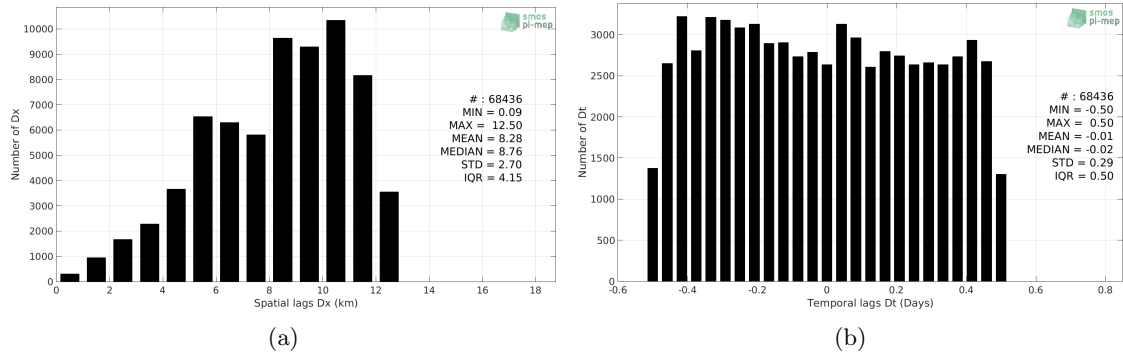 smos
pi-mep
10000
9000
8000
7000
6000
5000
4000
3000
2000
1000
0
Number of Dx
# : 68436
MIN = 0.09
MAX = 12.50
MEAN = 8.28
MEDIAN = 8.76
STD = 2.70
IQR = 4.15
0 2 4 6 8 10 12 14 16 18
Spatial lags Dx (km)
(a)
smos
pi-mep
3000
2500
2000
1500
1000
500
0
Number of Dt
# : 68436
MIN = -0.50
MAX = 0.50
MEAN = -0.01
MEDIAN = -0.02
STD = 0.29
IQR = 0.50
-0.6 -0.4 -0.2 0 0.2 0.4 0.6 0.8
Temporal lags Dt (Days)
(b)